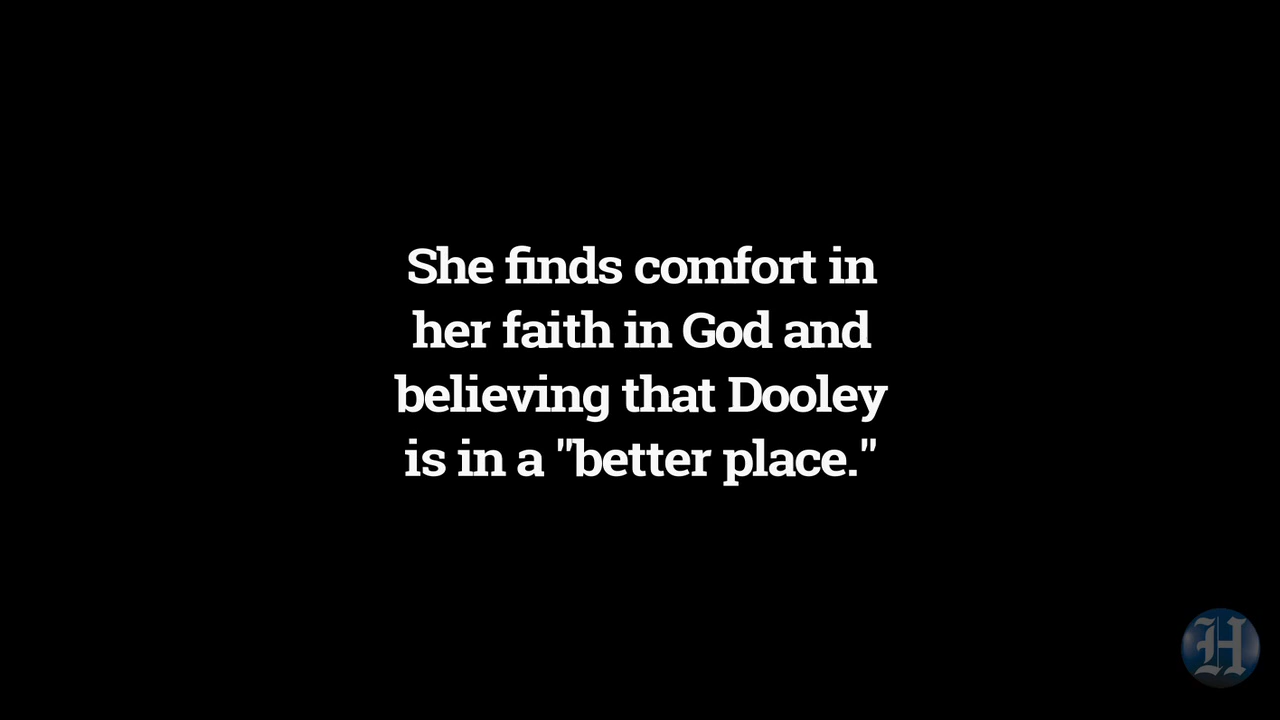 She finds comfort in
her faith in God and
believing that Dooley
is in a "better place."
H